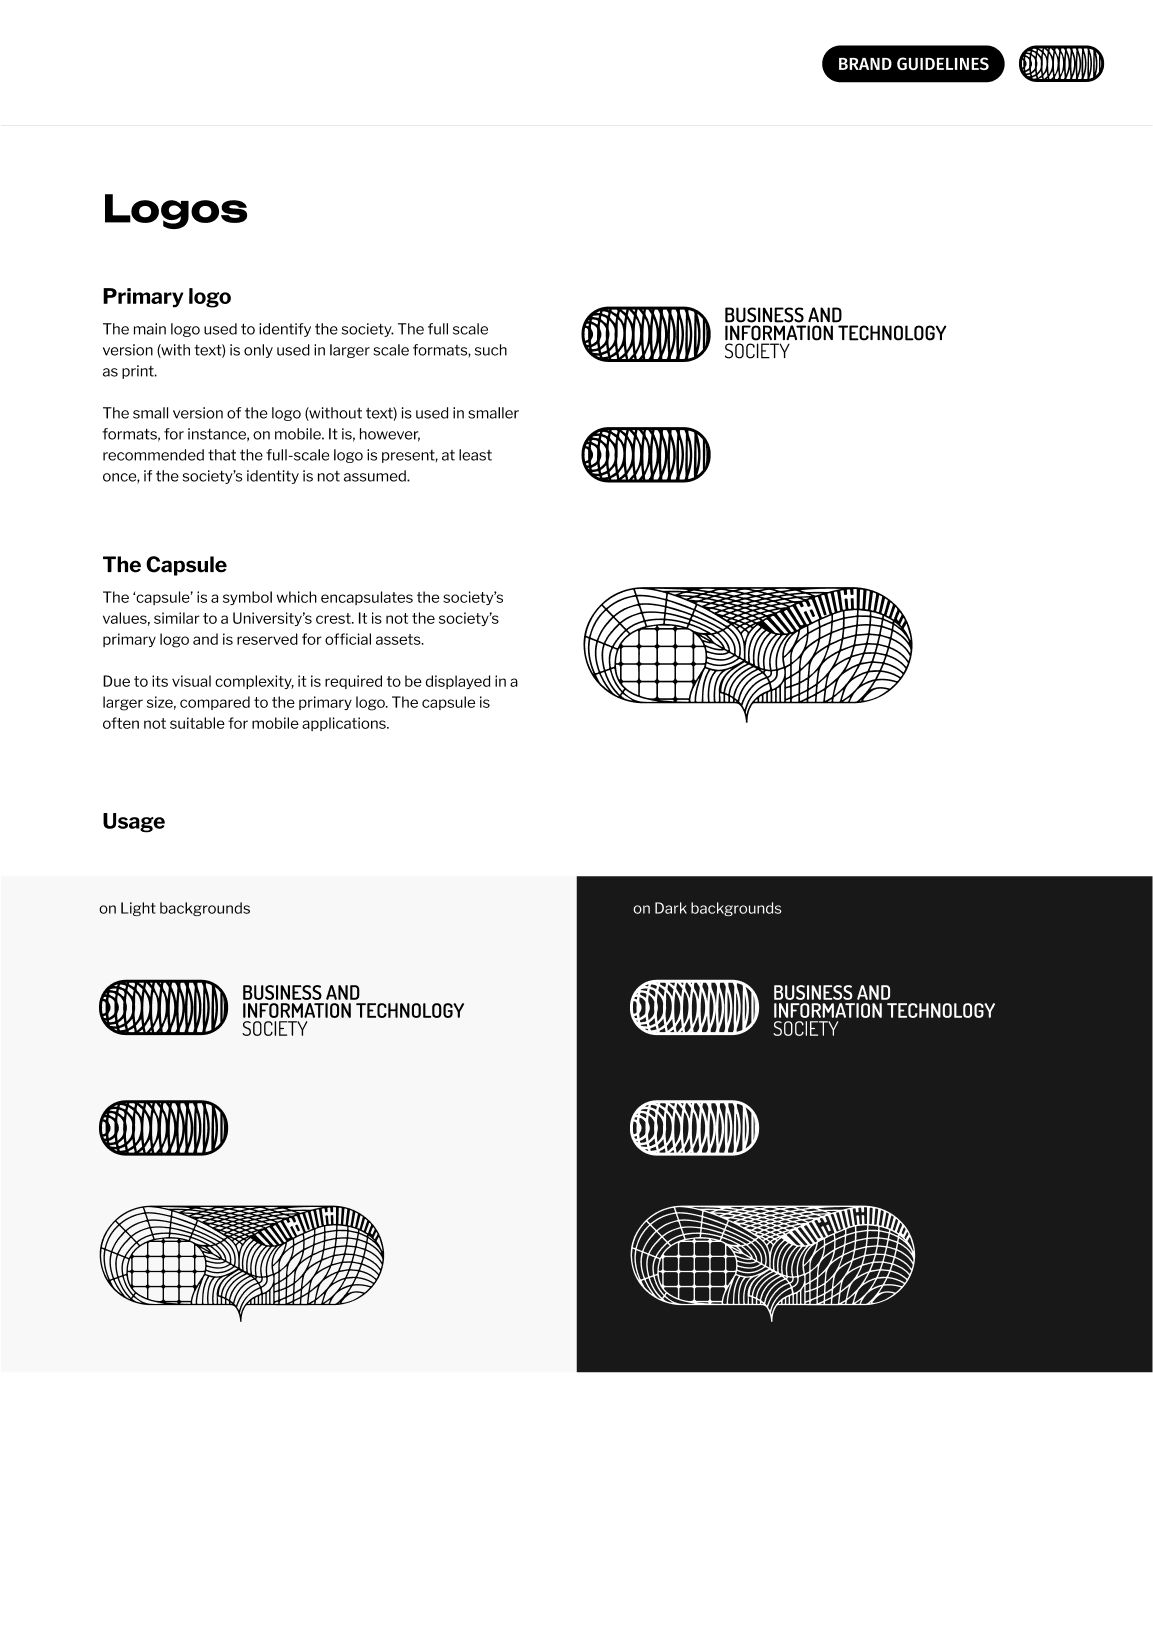 BRAND GUIDELINES
Logos
Primary logo
The main logo used to identify the society. The full scale
version (with text) is only used in larger scale formats, such
as print.
The small version of the logo (without text) is used in smaller
formats, for instance, on mobile. It is, however,
recommended that the full-scale logo is present, at least
once, if the society’s identity is not assumed.
BUSINESS AND
INFORMATION TECHNOLOGY
SOCIETY
The Capsule
The ‘capsule’ is a symbol which encapsulates the society’s
values, similar to a University’s crest. It is not the society’s
primary logo and is reserved for official assets.
Due to its visual complexity, it is required to be displayed in a
larger size, compared to the primary logo. The capsule is
often not suitable for mobile applications.
Usage
on Light backgrounds
BUSINESS AND
INFORMATION TECHNOLOGY
SOCIETY
on Dark backgrounds
BUSINESS AND
INFORMATION TECHNOLOGY
SOCIETY